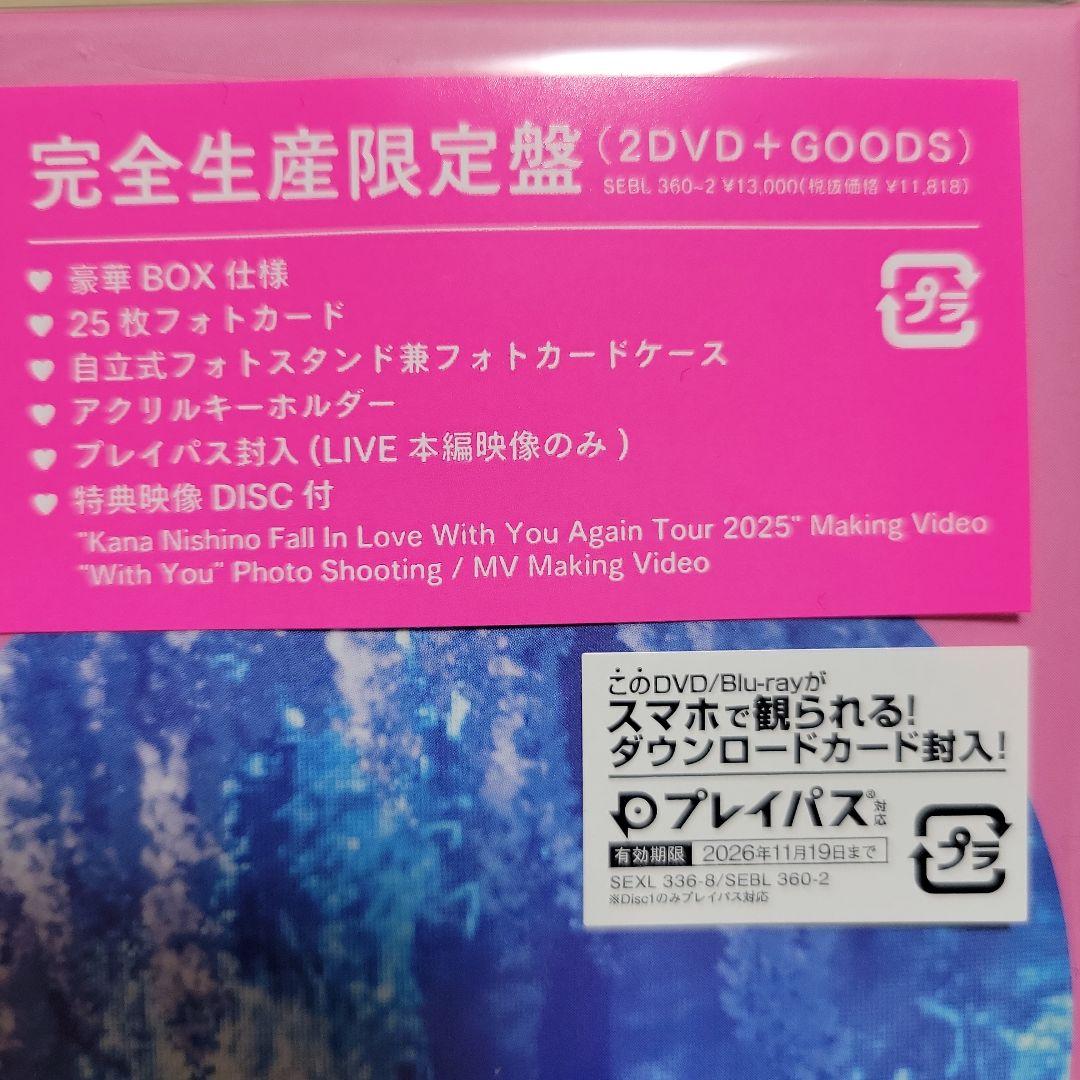 完全生産限定盤(2DVD+GOODS)
SEBL 360~2 ¥13,000(税抜価格 ¥11,818)
♥ 豪華BOX仕様
♥ 25枚フォトカード
♥ 自立式フォトスタンド兼フォトカードケース
♥ アクリルキーホルダー
♥ プレイパス封入(LIVE 本編映像のみ)
♥ 特典映像DISC付
"Kana Nishino Fall In Love With You Again Tour 2025" Making Video
"With You" Photo Shooting / MV Making Video
プラ
このDVD/Blu-rayが
スマホで観られる!
ダウンロードカード封入!
プレイパス®対応
有効期限 2026年11月19日まで
SEXL 336-8/SEBL 360-2
※Disc1のみプレイパス対応
プラ